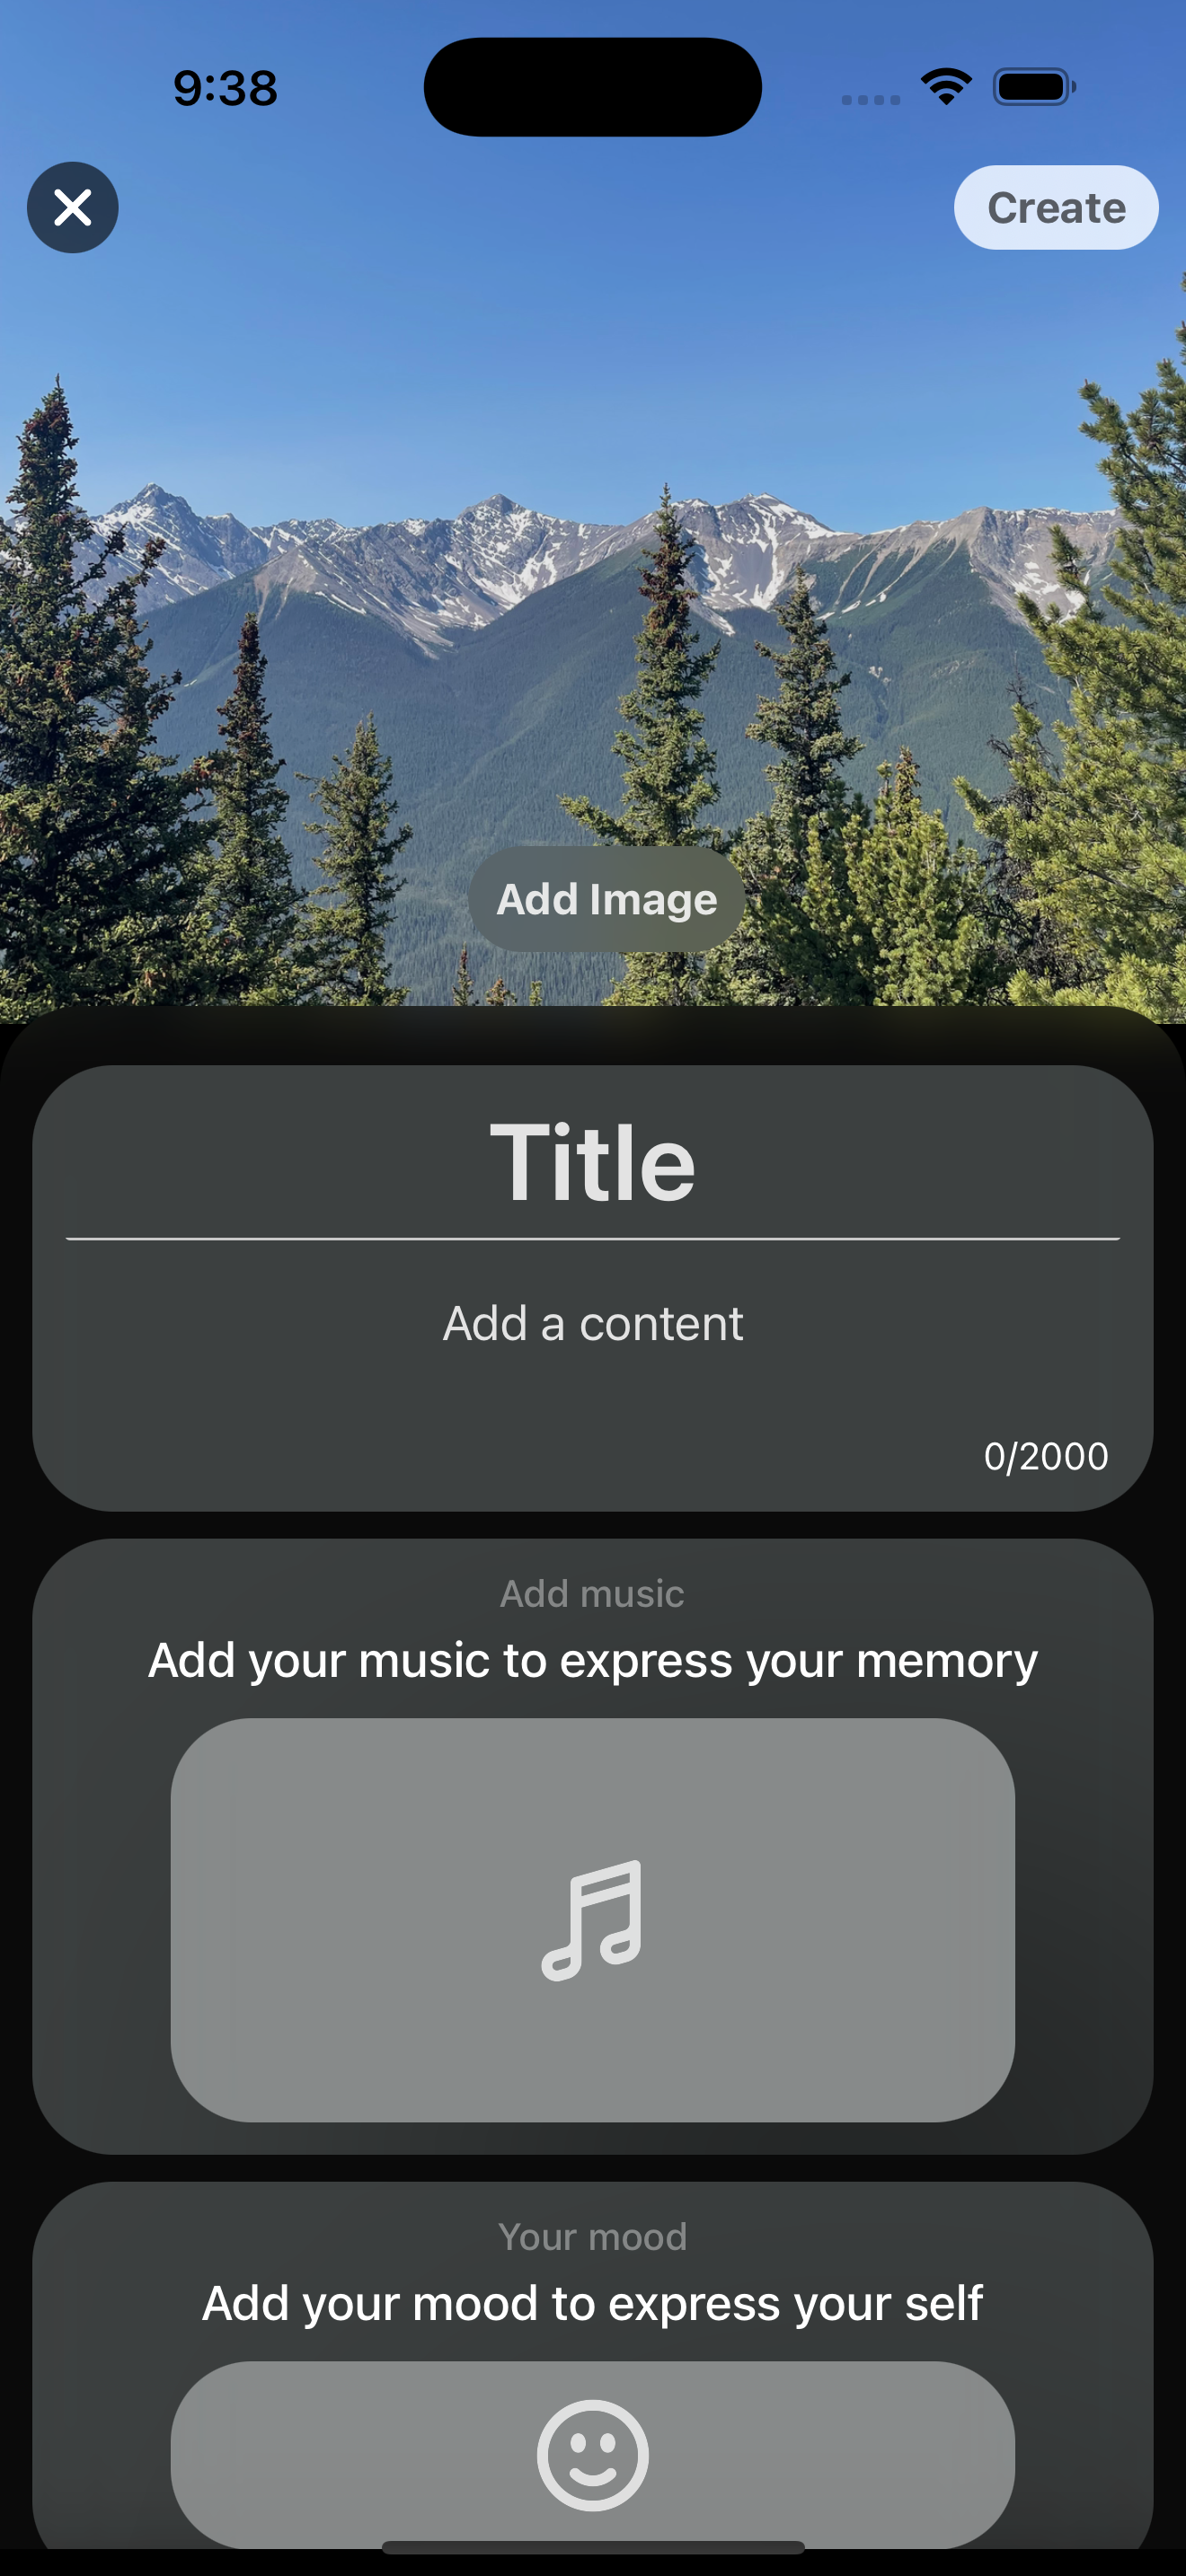 9:38
Create
Add Image
Title
Add a content
0/2000
Add music
Add your music to express your memory
Your mood
Add your mood to express your self